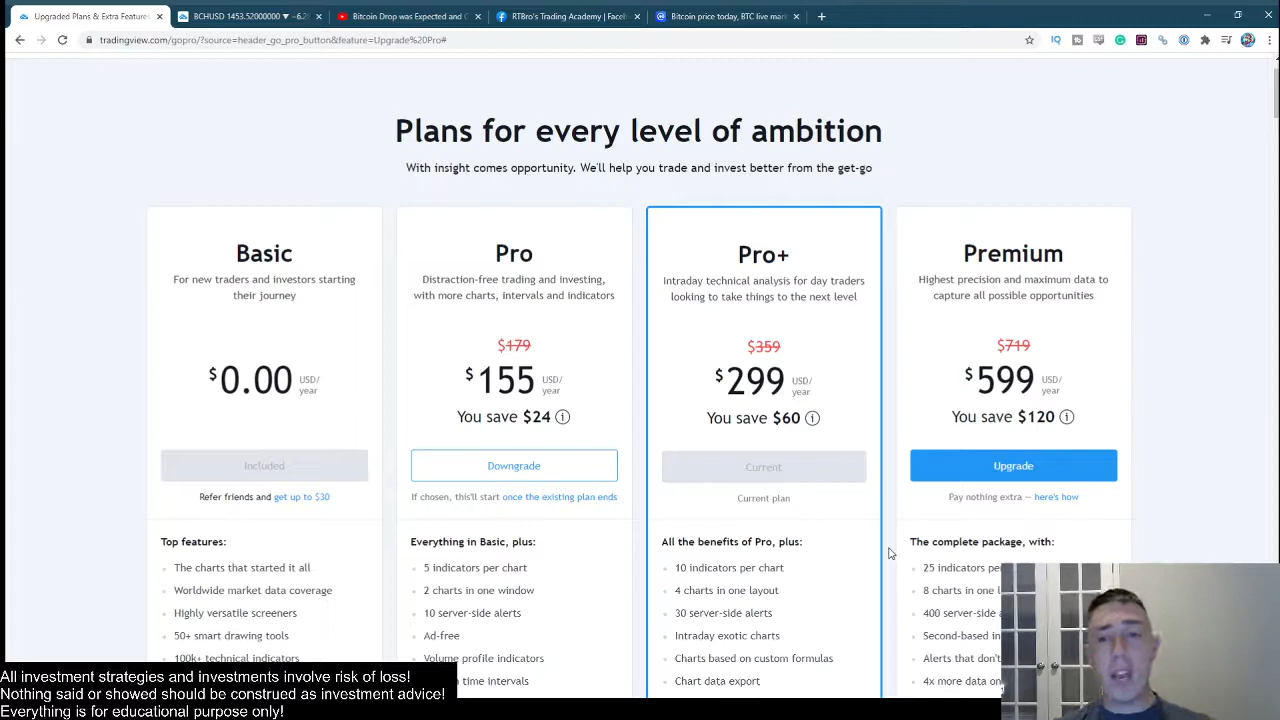 Upgraded Plans & Extra Features
BCHUSD 1453.52000000 ▼ −6.2
Bitcoin Drop was Expected and
RTBro's Trading Academy | Face
Bitcoin price today, BTC live mar
tradingview.com/gopro/?source=header_go_pro_button&feature=Upgrade%20Pro#
Plans for every level of ambition
With insight comes opportunity. We'll help you trade and invest better from the get-go
Basic
For new traders and investors starting
their journey
$0.00 USD/
year
Included
Refer friends and get up to $30
Top features:
The charts that started it all
Worldwide market data coverage
Highly versatile screeners
50+ smart drawing tools
100k+ technical indicators
Pro
Distraction-free trading and investing,
with more charts, intervals and indicators
$179
$155 USD/
year
You save $24
Downgrade
If chosen, this'll start once the existing plan ends
Everything in Basic, plus:
5 indicators per chart
2 charts in one window
10 server-side alerts
Ad-free
Volume profile indicators
time intervals
Pro+
Intraday technical analysis for day traders
looking to take things to the next level
$359
$299 USD/
year
You save $60
Current
Current plan
All the benefits of Pro, plus:
10 indicators per chart
4 charts in one layout
30 server-side alerts
Intraday exotic charts
Charts based on custom formulas
Chart data export
Premium
Highest precision and maximum data to
capture all possible opportunities
$719
$599 USD/
year
You save $120
Upgrade
Pay nothing extra — here's how
The complete package, with:
25 indicators pe
8 charts in one l
400 server-side a
Second-based in
Alerts that don't
4x more data on
All investment strategies and investments involve risk of loss!
Nothing said or showed should be construed as investment advice!
Everything is for educational purpose only!